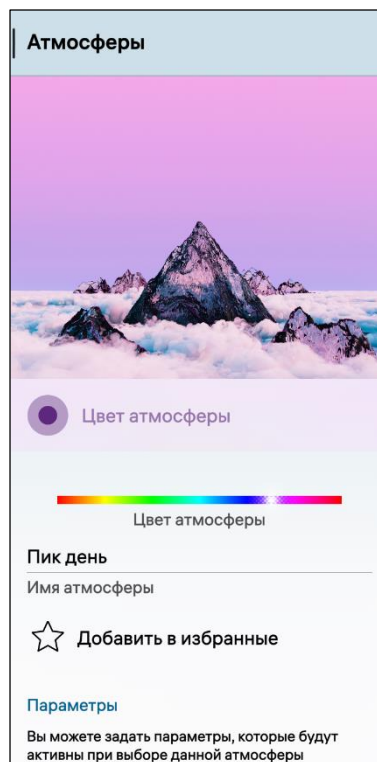 Атмосферы
Цвет атмосферы
Цвет атмосферы
Пик день
Имя атмосферы
Добавить в избранные
Параметры
Вы можете задать параметры, которые будут
активны при выборе данной атмосферы